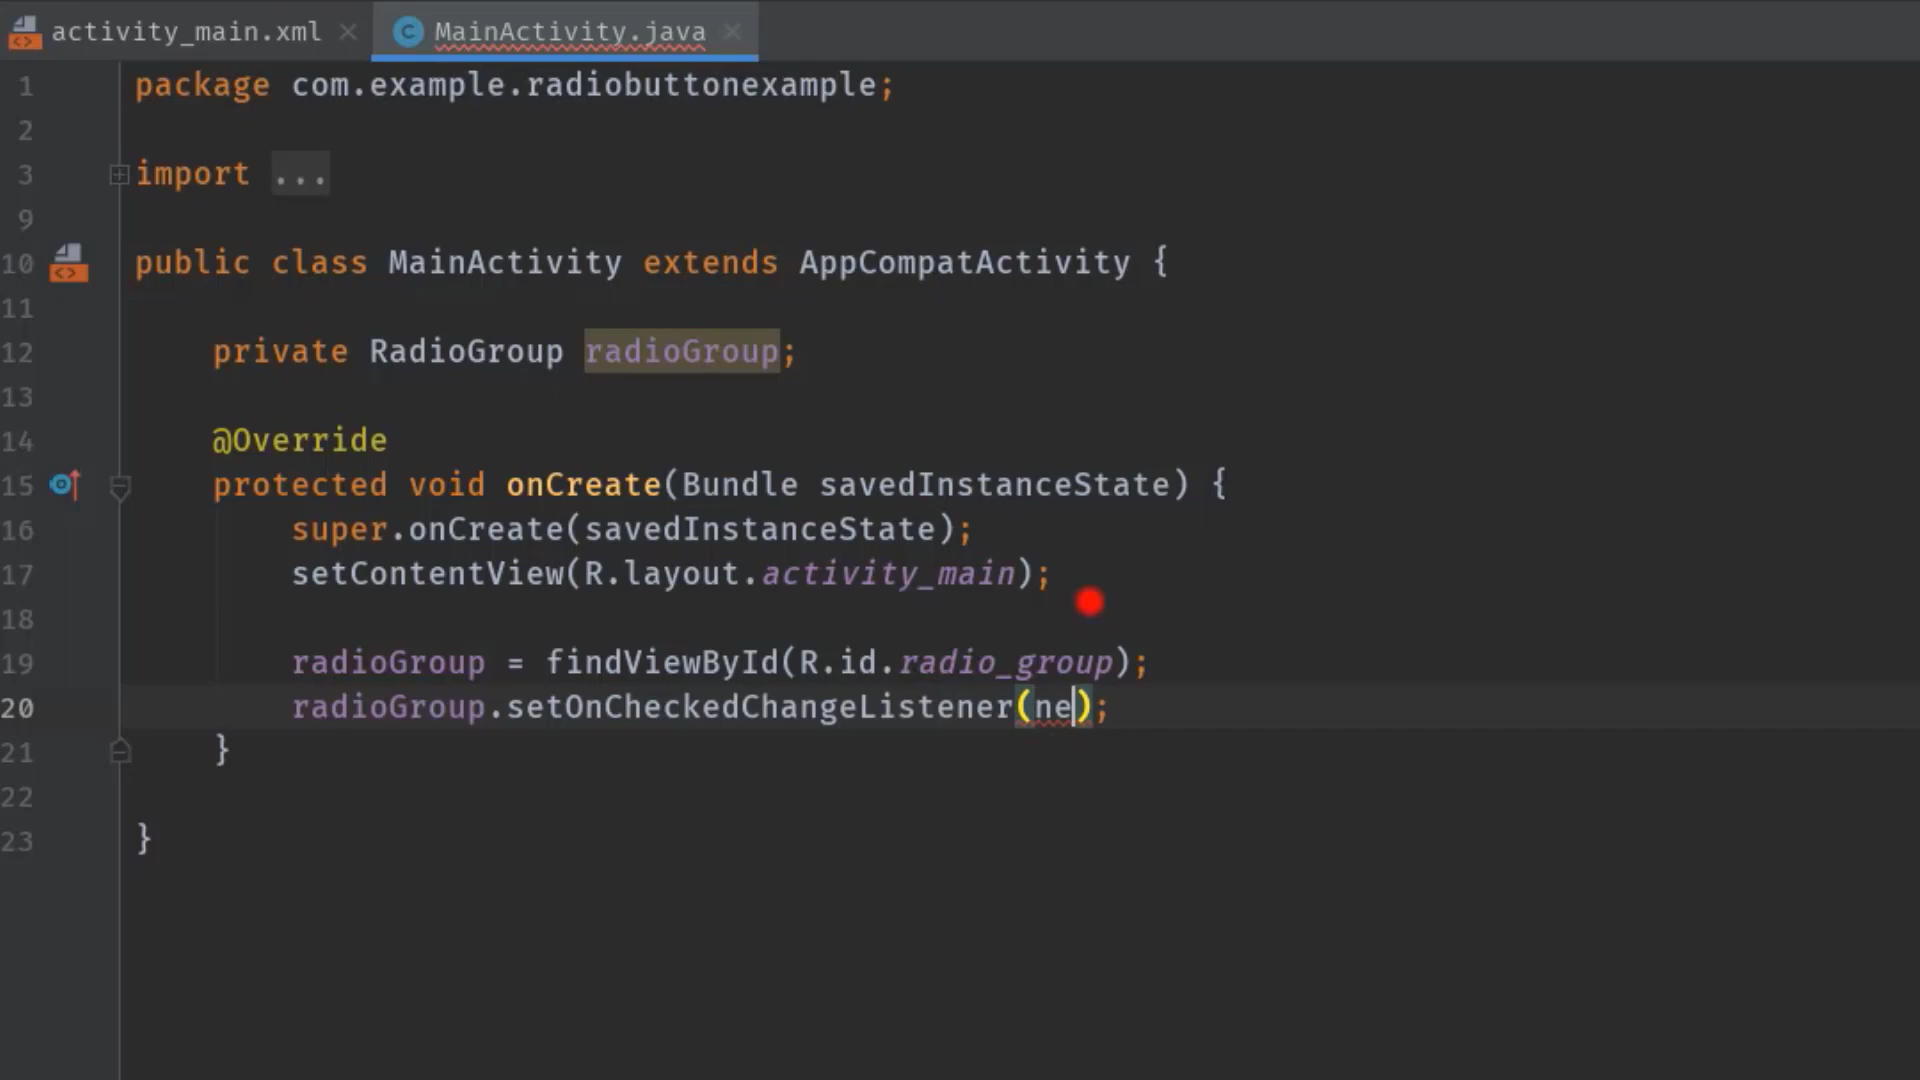 activity_main.xml MainActivity.java
1 package com.example.radiobuttonexample;
2
3 import ...
9
10 public class MainActivity extends AppCompatActivity {
11
12 private RadioGroup radioGroup;
13
14 @Override
15 protected void onCreate(Bundle savedInstanceState) {
16 super.onCreate(savedInstanceState);
17 setContentView(R.layout.activity_main);
18
19 radioGroup = findViewById(R.id.radio_group);
20 radioGroup.setOnCheckedChangeListener(ne);
21 }
22
23 }